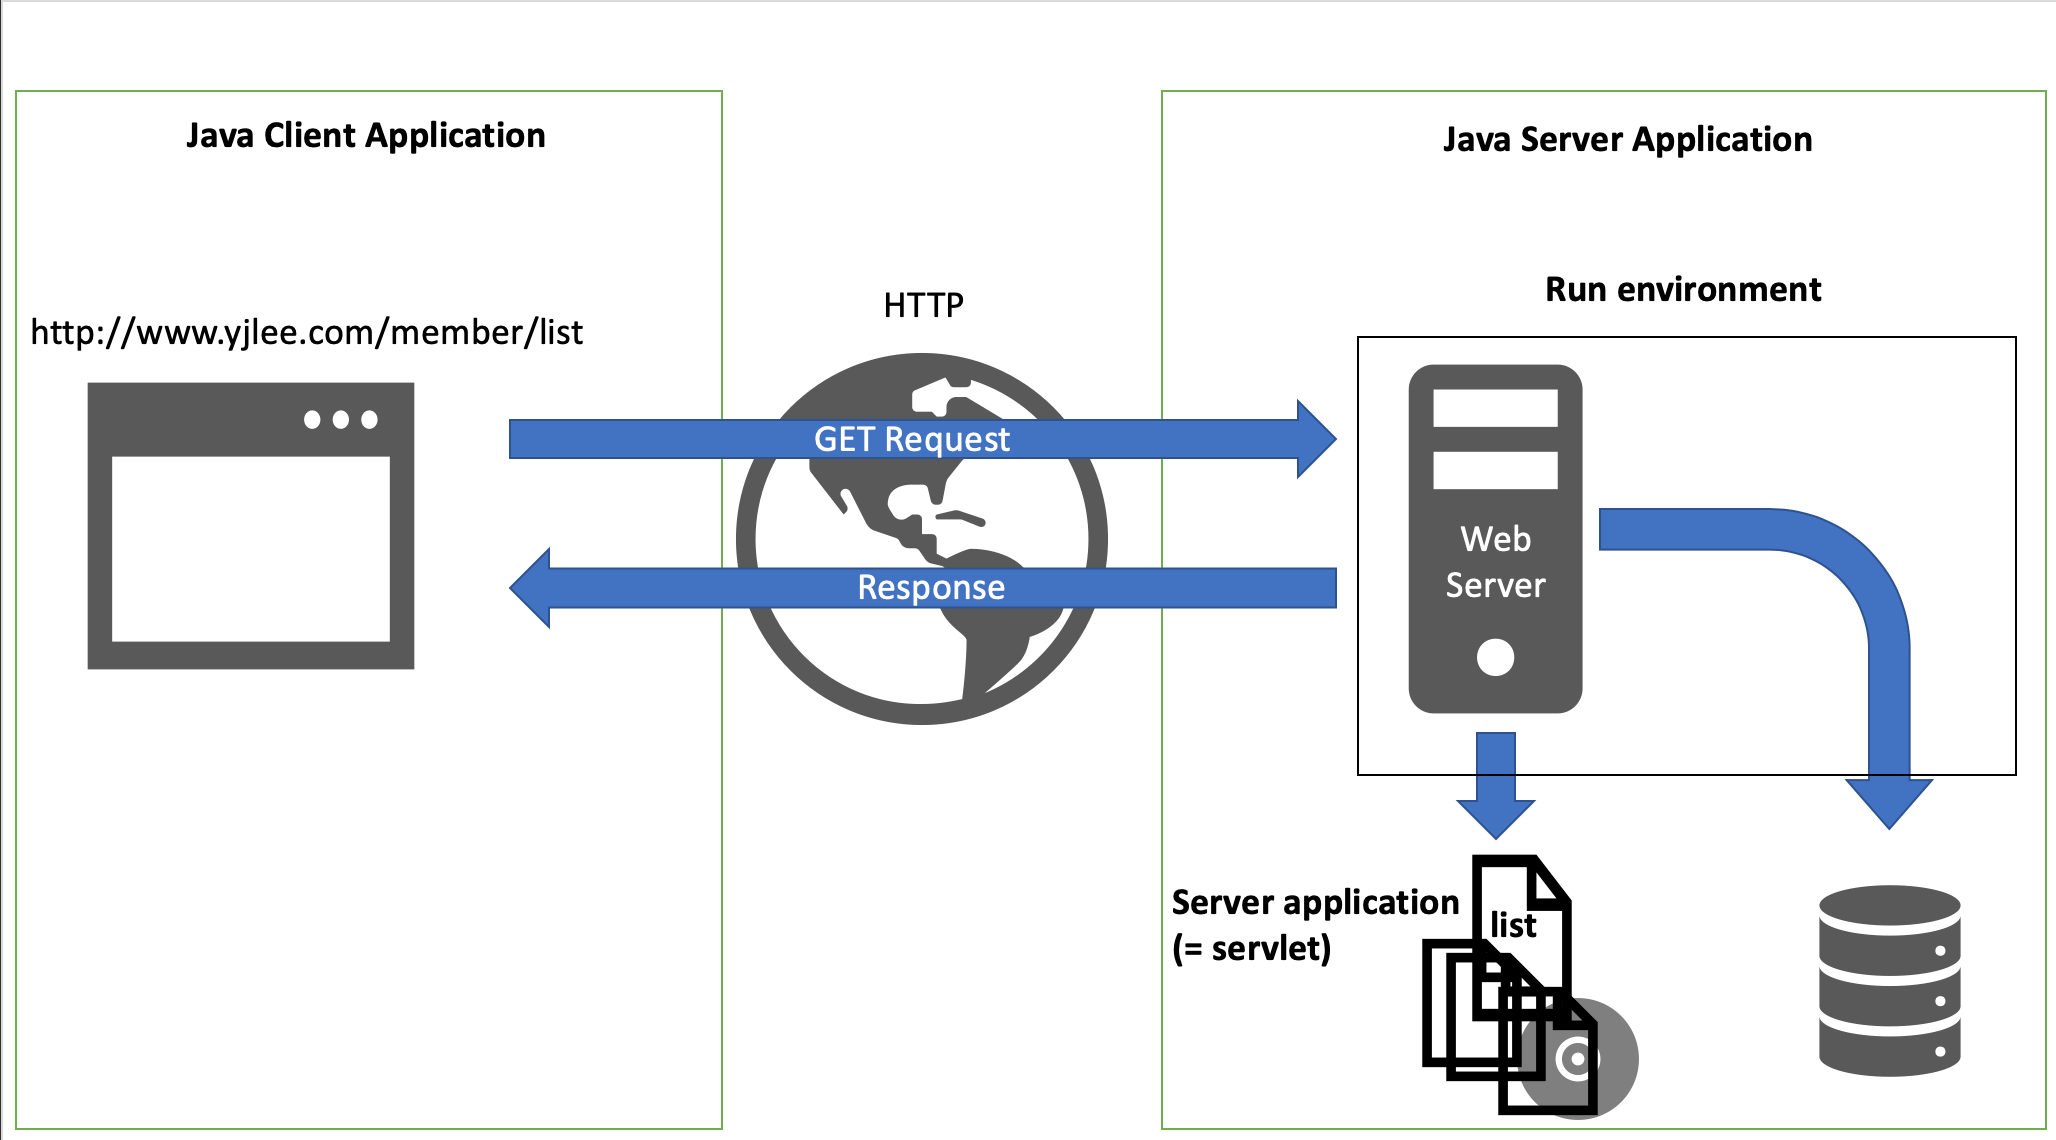 Java Client Application
Java Server Application
Run environment
HTTP
http://www.yjlee.com/member/list
GET Request
Response
Web
Server
Server application
(= servlet)
list